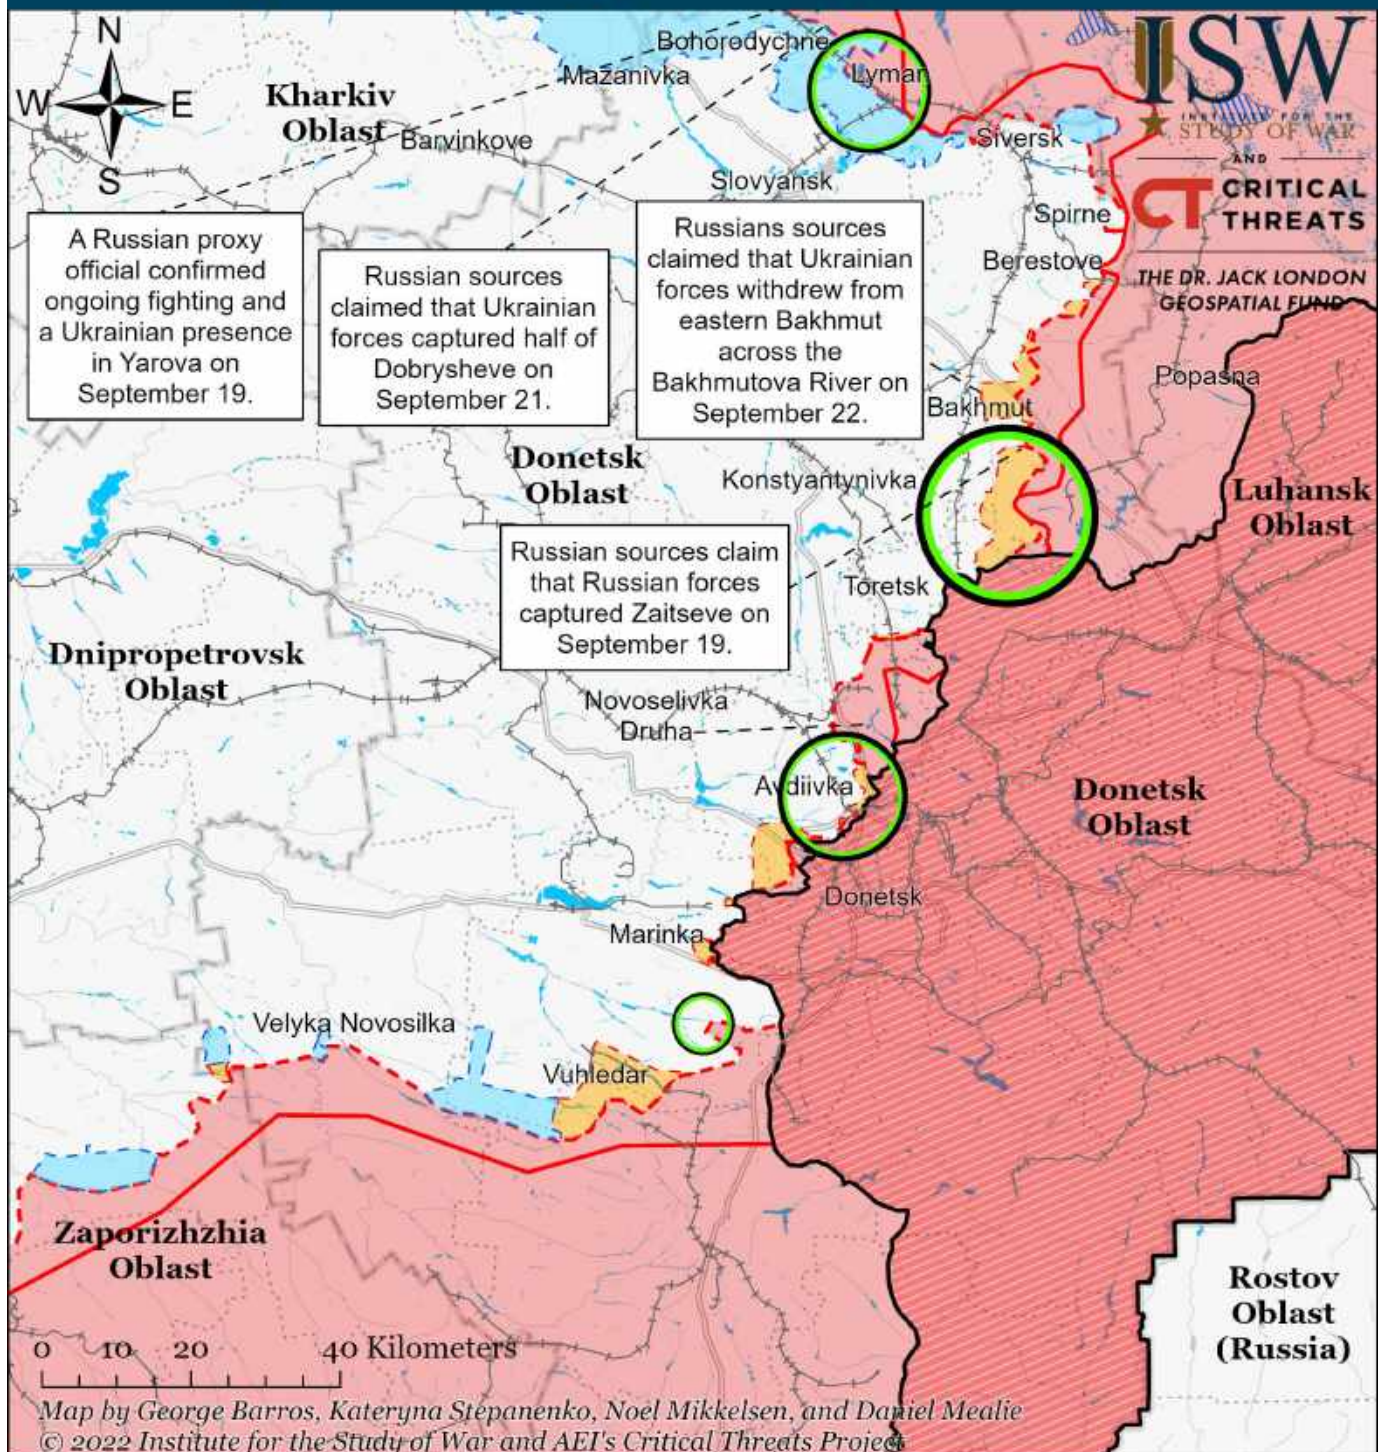 N
W
E
S
Kharkiv
Oblast
Bohorodychne
Mazanivka
Lyman
Barvinkove
Siversk
Slovyansk
Spirne
Berestove
ISW
INSTITUTE FOR THE
STUDY OF WAR
AND
CT CRITICAL
THREATS
THE DR. JACK LONDON
GEOSPATIAL FUND
A Russian proxy
official confirmed
ongoing fighting and
a Ukrainian presence
in Yarova on
September 19.
Russian sources
claimed that Ukrainian
forces captured half of
Dobrysheve on
September 21.
Russians sources
claimed that Ukrainian
forces withdrew from
eastern Bakhmut
across the
Bakhmutova River on
September 22.
Popasna
Bakhmut
Donetsk
Oblast
Konstyantynivka
Luhansk
Oblast
Russian sources claim
that Russian forces
captured Zaitseve on
September 19.
Toretsk
Dnipropetrovsk
Oblast
Novoselivka
Druha
Avdiivka
Donetsk
Oblast
Donetsk
Marinka
Velyka Novosilka
Vuhledar
Zaporizhzhia
Oblast
Rostov
Oblast
(Russia)
0 10 20 40 Kilometers
Map by George Barros, Kateryna Stepanenko, Noel Mikkelsen, and Daniel Mealie
© 2022 Institute for the Study of War and AEI's Critical Threats Project